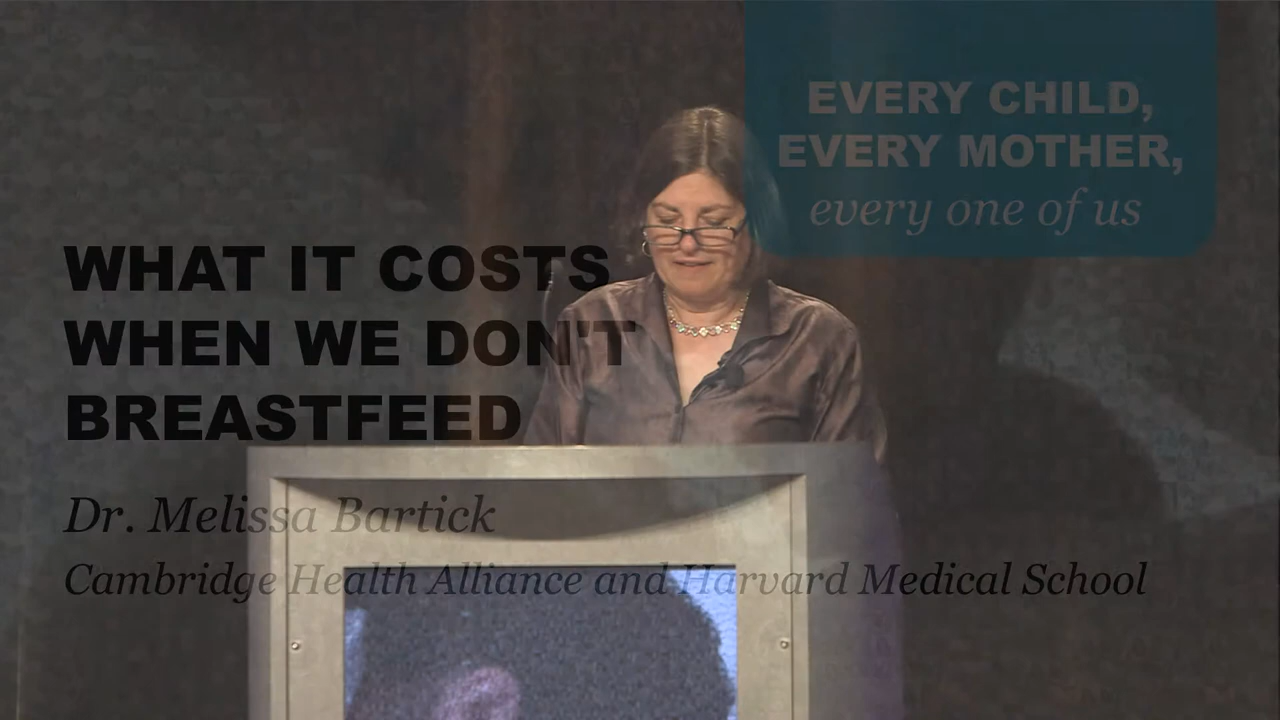 EVERY CHILD,
EVERY MOTHER,
every one of us
WHAT IT COSTS
WHEN WE DON'T
BREASTFEED
Dr. Melissa Bartick
Cambridge Health Alliance and Harvard Medical School